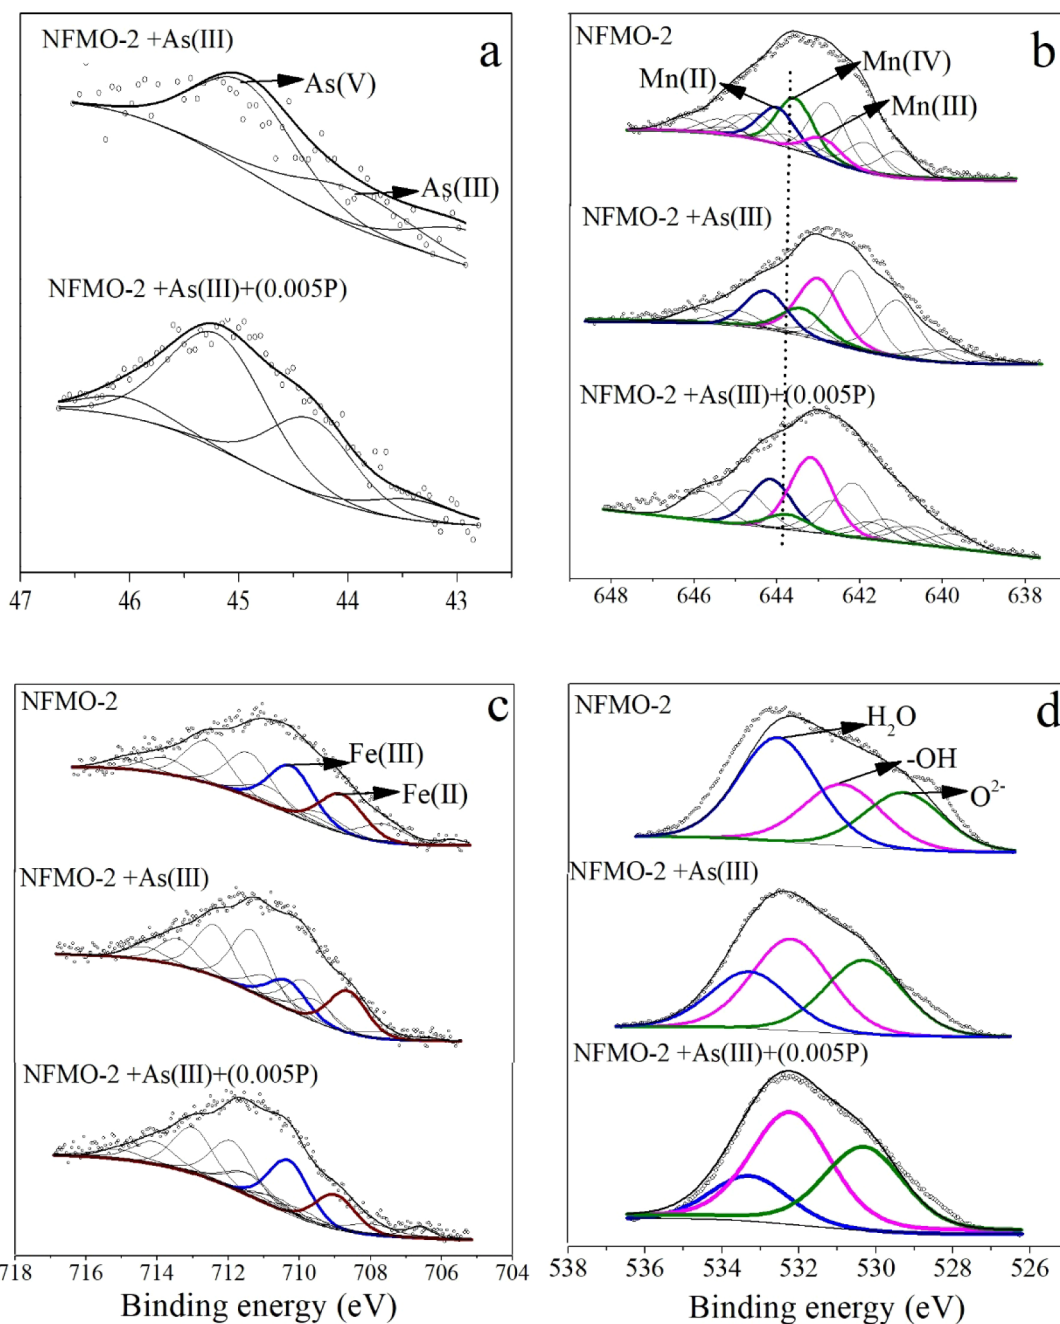 NFMO-2 +As(III)
a
As(V)
As(III)
NFMO-2 +As(III)+(0.005P)
47 46 45 44 43
NFMO-2
b
Mn(IV)
Mn(II)
Mn(III)
NFMO-2 +As(III)
NFMO-2 +As(III)+(0.005P)
648 646 644 642 640 638
NFMO-2
c
Fe(III)
Fe(II)
NFMO-2 +As(III)
NFMO-2 +As(III)+(0.005P)
718 716 714 712 710 708 706 704
Binding energy (eV)
NFMO-2
d
H₂O
-OH
O²⁻
NFMO-2 +As(III)
NFMO-2 +As(III)+(0.005P)
538 536 534 532 530 528 526
Binding energy (eV)